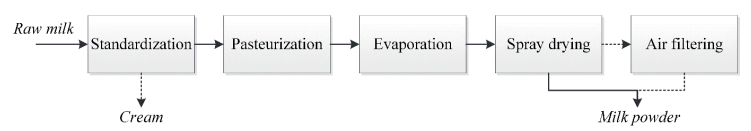 Raw milk
Standardization
Pasteurization
Evaporation
Spray drying
Air filtering
Cream
Milk powder